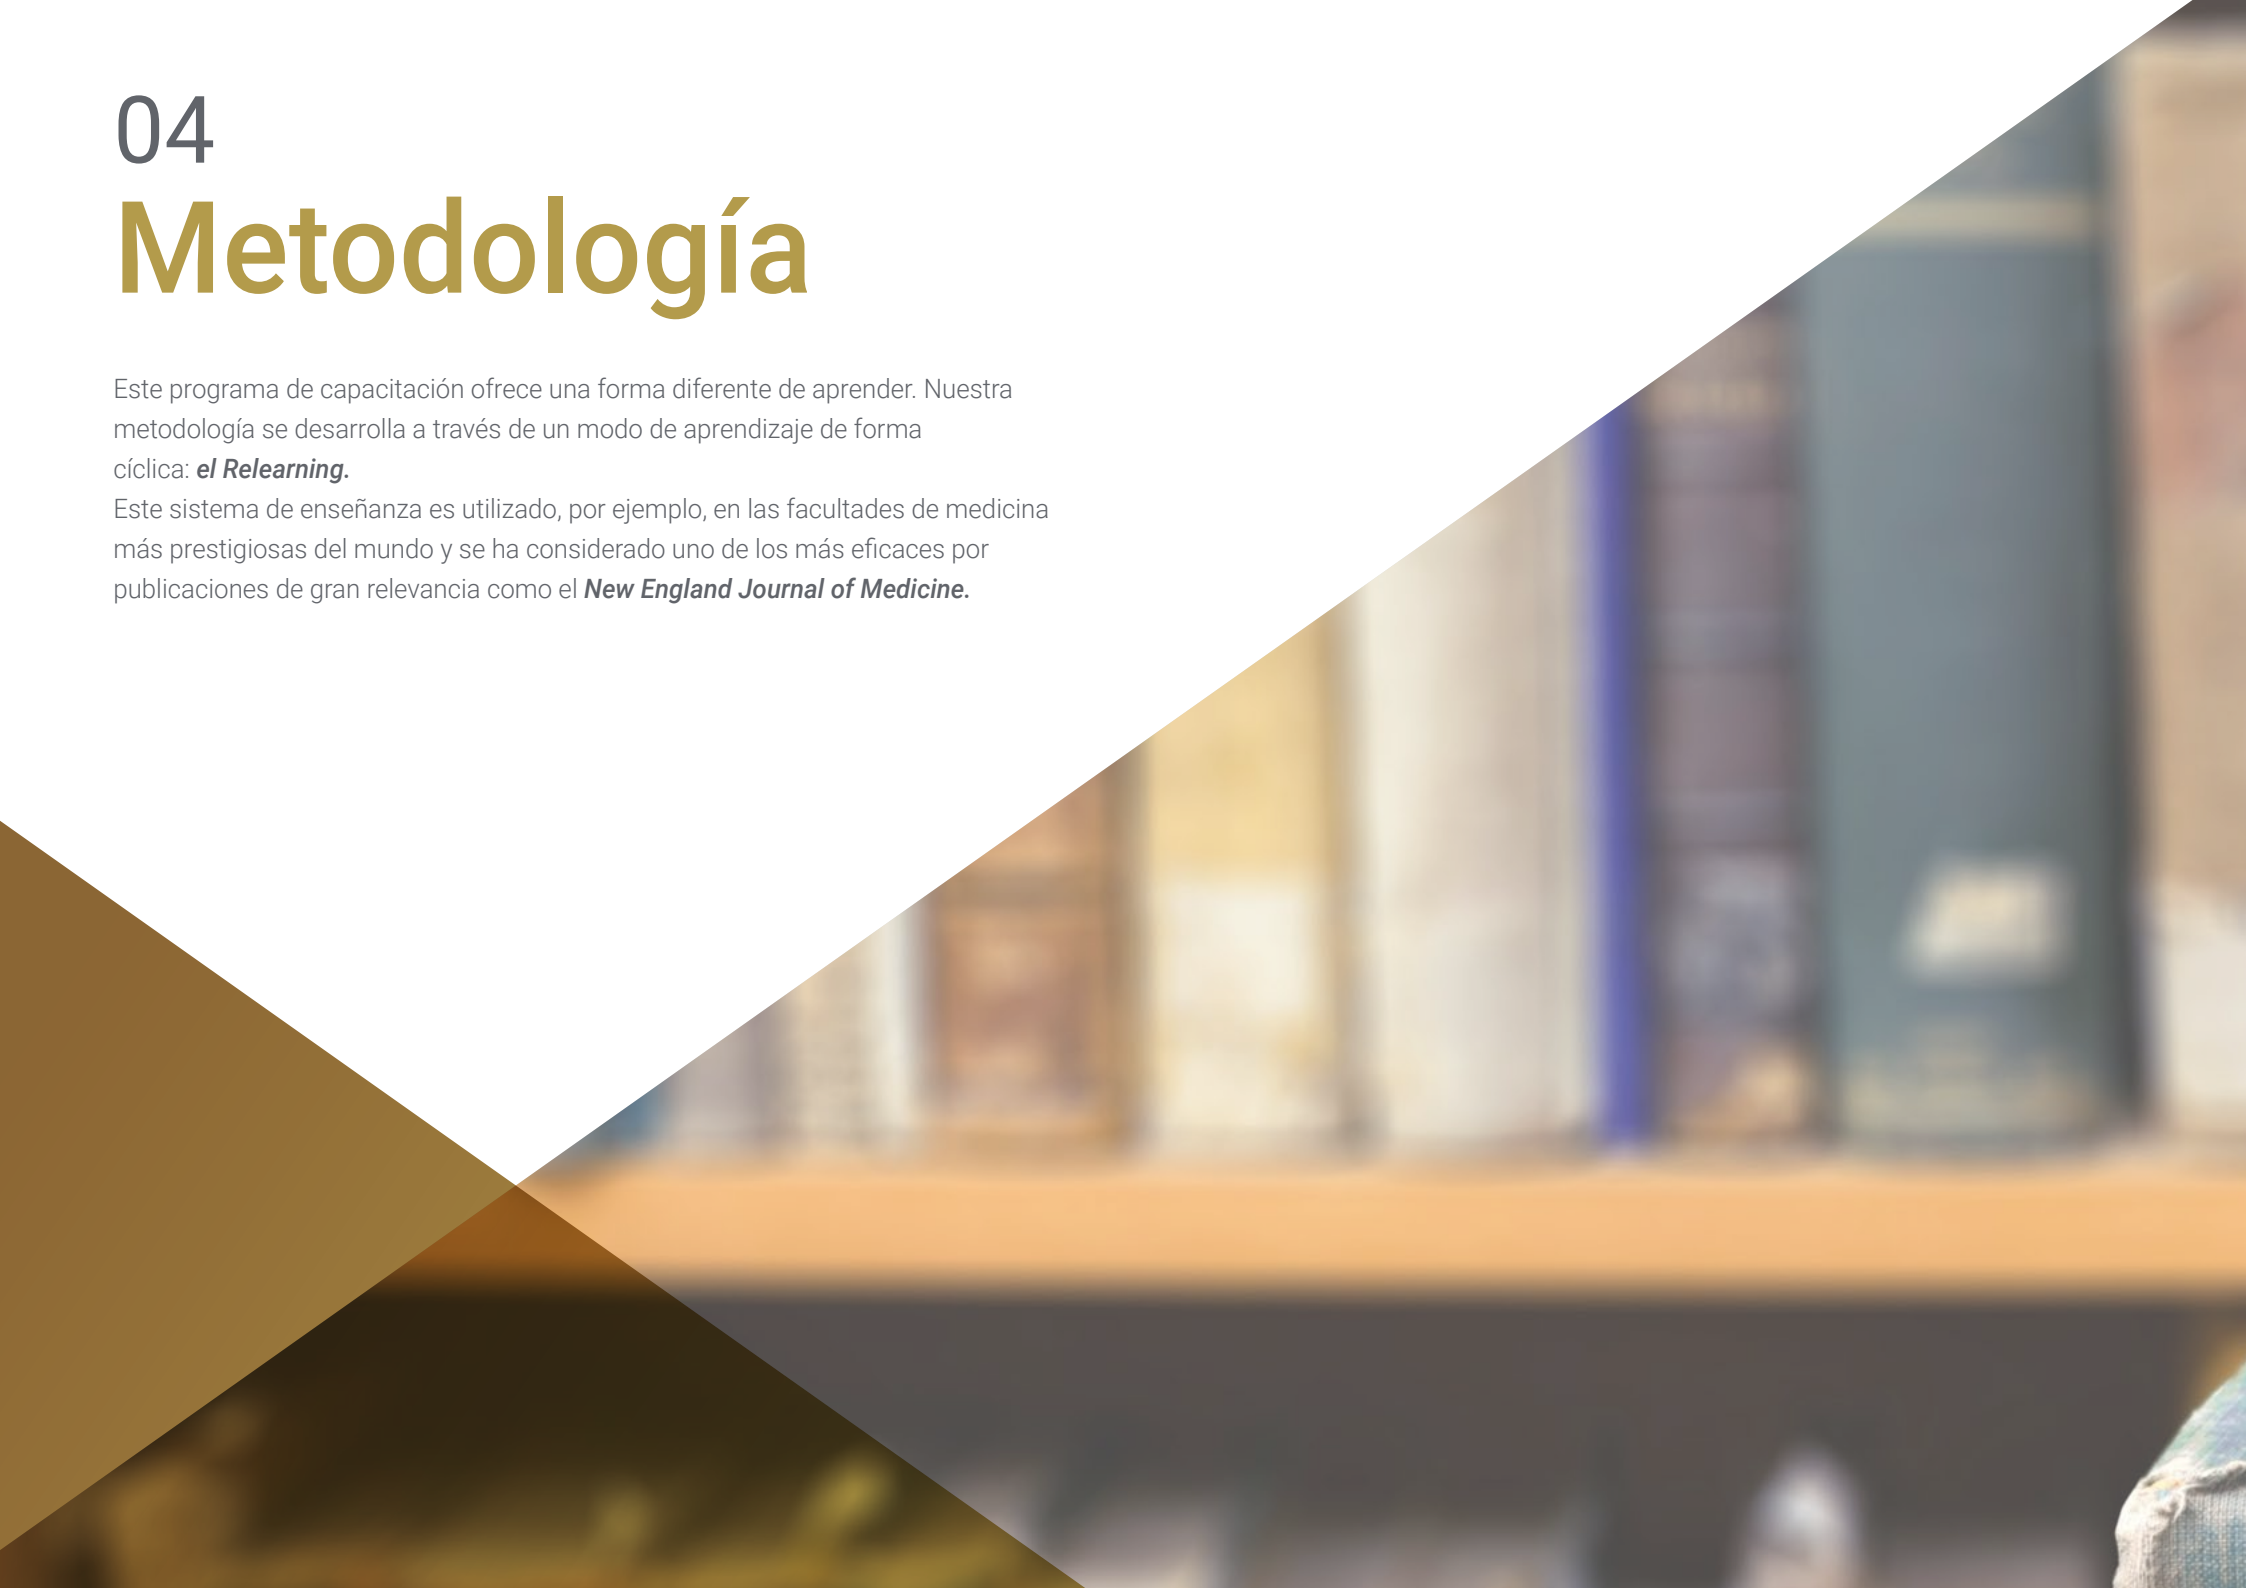 04
Metodología
Este programa de capacitación ofrece una forma diferente de aprender. Nuestra
metodología se desarrolla a través de un modo de aprendizaje de forma
cíclica: el Relearning.
Este sistema de enseñanza es utilizado, por ejemplo, en las facultades de medicina
más prestigiosas del mundo y se ha considerado uno de los más eficaces por
publicaciones de gran relevancia como el New England Journal of Medicine.